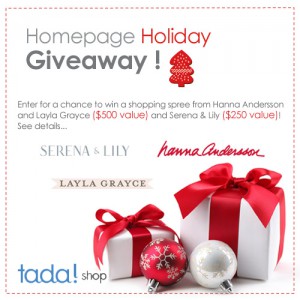 Homepage Holiday
Giveaway !
Enter for a chance to win a shopping spree from Hanna Andersson
and Layla Grayce ($500 value) and Serena & Lily ($250 value)!
See details...
SERENA & LILY
hanna Andersson
LAYLA GRAYCE
tada! shop